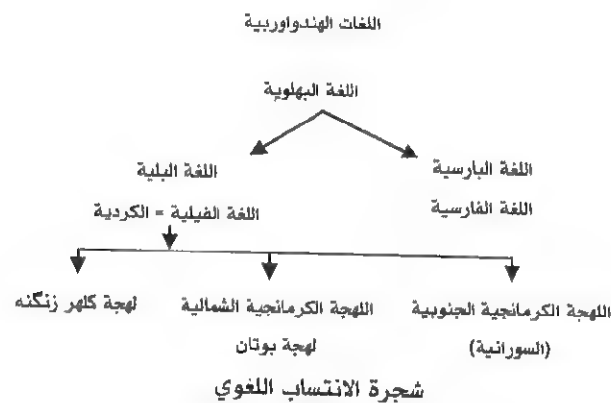 اللغات الهندواوربية
اللغة البهلوية
اللغة البارسية
اللغة الفارسية
اللغة البلية
اللغة الفيلية = الكردية
اللهجة الكرمانجية الجنوبية
(السورانية)
اللهجة الكرمانجية الشمالية
لهجة بوتان
لهجة كلهر زنگنه
شجرة الانتساب اللغوي